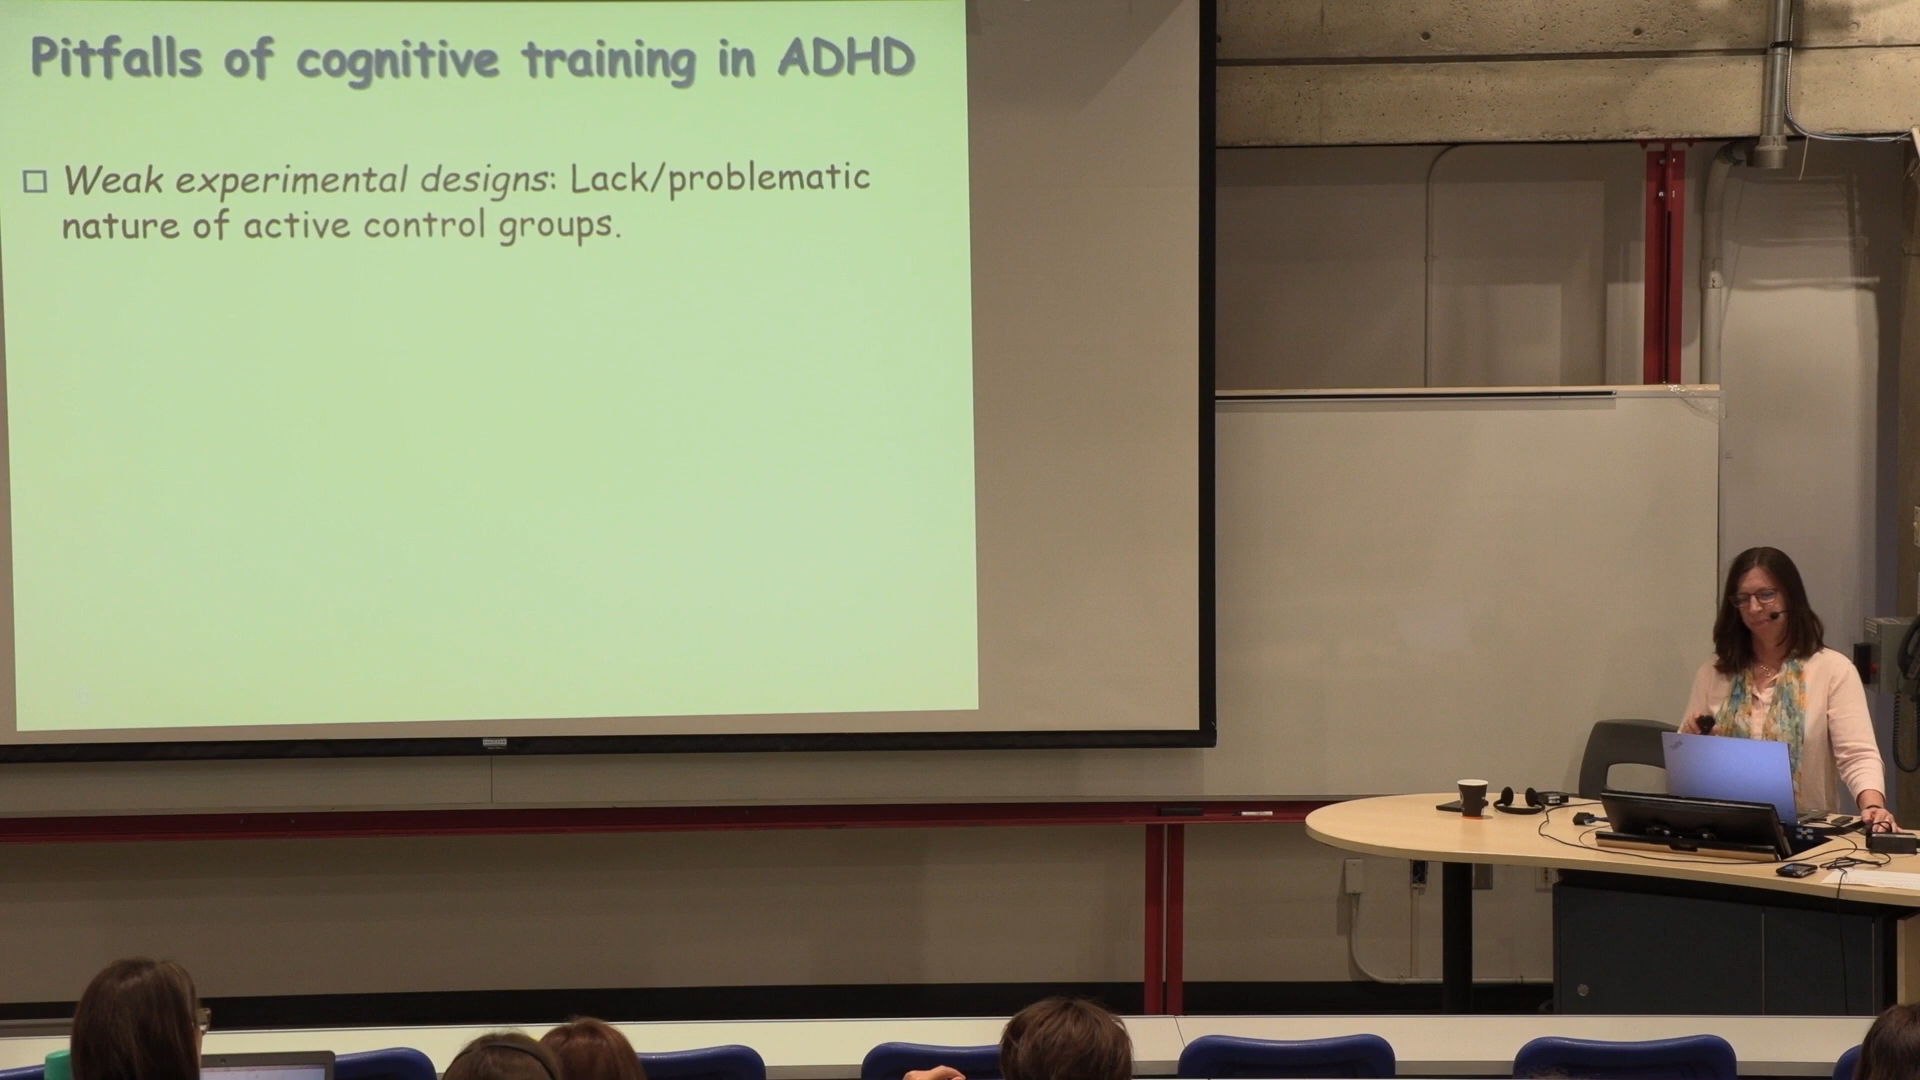 Pitfalls of cognitive training in ADHD
Weak experimental designs: Lack/problematic
nature of active control groups.